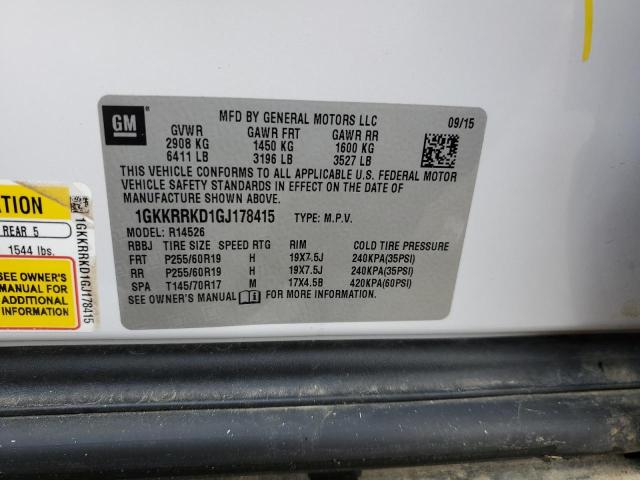 GM
MFD BY GENERAL MOTORS LLC
09/15
GVWR GAWR FRT GAWR RR
2908 KG 1450 KG 1600 KG
6411 LB 3196 LB 3527 LB
THIS VEHICLE CONFORMS TO ALL APPLICABLE U.S. FEDERAL MOTOR
VEHICLE SAFETY STANDARDS IN EFFECT ON THE DATE OF
MANUFACTURE SHOWN ABOVE.
1GKKRRKD1GJ178415 TYPE: M.P.V.
MODEL: R14526
RBBJ TIRE SIZE SPEED RTG RIM COLD TIRE PRESSURE
FRT P255/60R19 H 19X7.5J 240KPA(35PSI)
RR P255/60R19 H 19X7.5J 240KPA(35PSI)
SPA T145/70R17 M 17X4.5B 420KPA(60PSI)
SEE OWNER'S MANUAL FOR MORE INFORMATION.
ATION
REAR 5
1544 lbs.
SEE OWNER'S
MANUAL FOR
ADDITIONAL
INFORMATION
1GKKRRKD1GJ178415